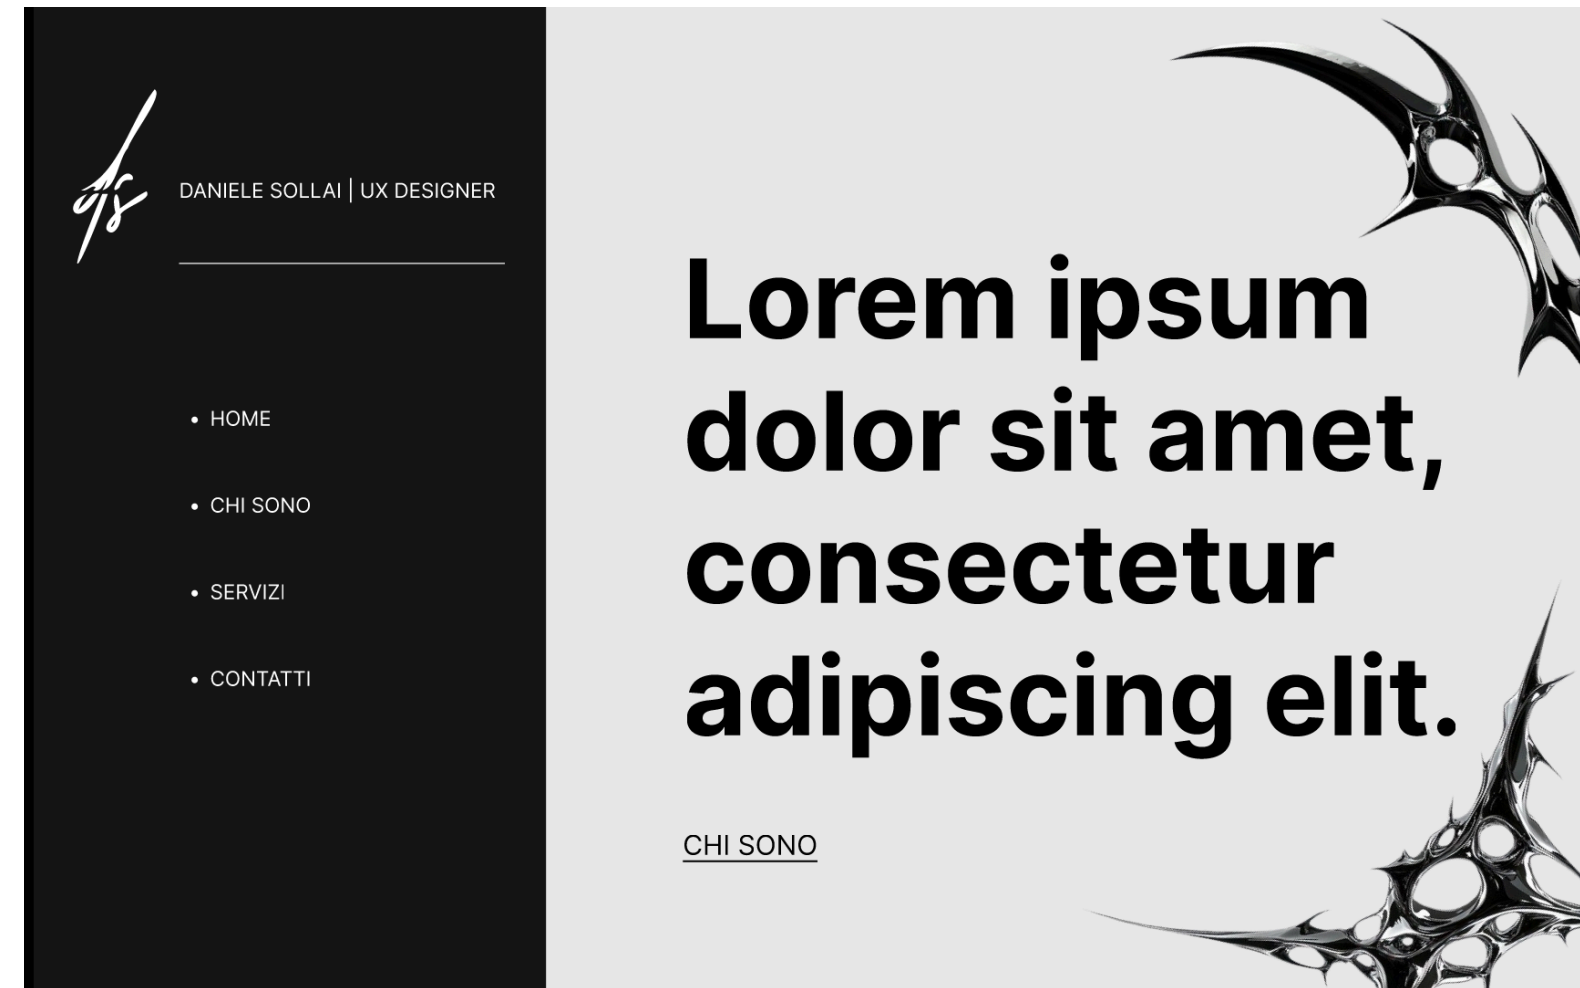 ds
DANIELE SOLLAI | UX DESIGNER
• HOME
• CHI SONO
• SERVIZI
• CONTATTI
Lorem ipsum
dolor sit amet,
consectetur
adipiscing elit.
CHI SONO